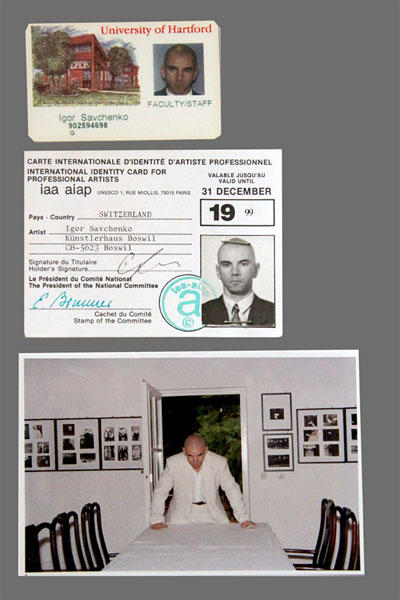 University of Hartford
FACULTY/STAFF
Igor Savchenko
902594698
G
CARTE INTERNATIONALE D'IDENTITÉ D'ARTISTE PROFESSIONNEL
INTERNATIONAL IDENTITY CARD FOR
PROFESSIONAL ARTISTS
iaa aiap UNESCO 1, RUE MIOLLIS, 75015 PARIS
VALABLE JUSQU'AU
VALID UNTIL
31 DECEMBER
19 99
Pays - Country SWITZERLAND
Artist Igor Savchenko
Künstlerhaus Boswil
CH-5623 Boswil
Signature du Titulaire
Holder's Signature
Le Président du Comité National
The President of the National Committee
Cachet du Comité
Stamp of the Committee
iaa-aiap
a
©